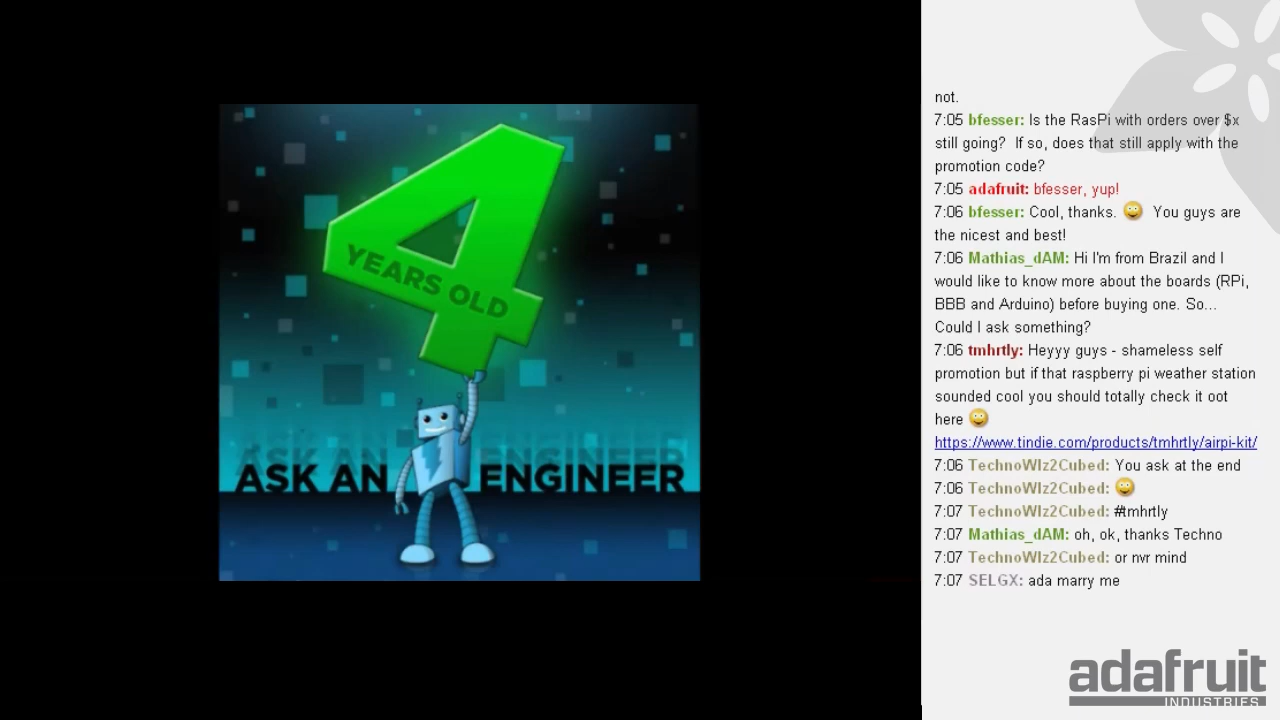 4
YEARS OLD
ASK AN ENGINEER
not.
7:05 bfesser: Is the RasPi with orders over $x
still going?  If so, does that still apply with the
promotion code?
7:05 adafruit: bfesser, yup!
7:06 bfesser: Cool, thanks. You guys are
the nicest and best!
7:06 Mathias_dAM: Hi I'm from Brazil and I
would like to know more about the boards (RPi,
BBB and Arduino) before buying one. So...
Could I ask something?
7:06 tmhrtly: Heyyy guys - shameless self
promotion but if that raspberry pi weather station
sounded cool you should totally check it oot
here
https://www.tindie.com/products/tmhrtly/airpi-kit/
7:06 TechnoWIz2Cubed: You ask at the end
7:06 TechnoWIz2Cubed:
7:07 TechnoWIz2Cubed: #tmhrtly
7:07 Mathias_dAM: oh, ok, thanks Techno
7:07 TechnoWIz2Cubed: or nvr mind
7:07 SELGX: ada marry me
adafruit
INDUSTRIES